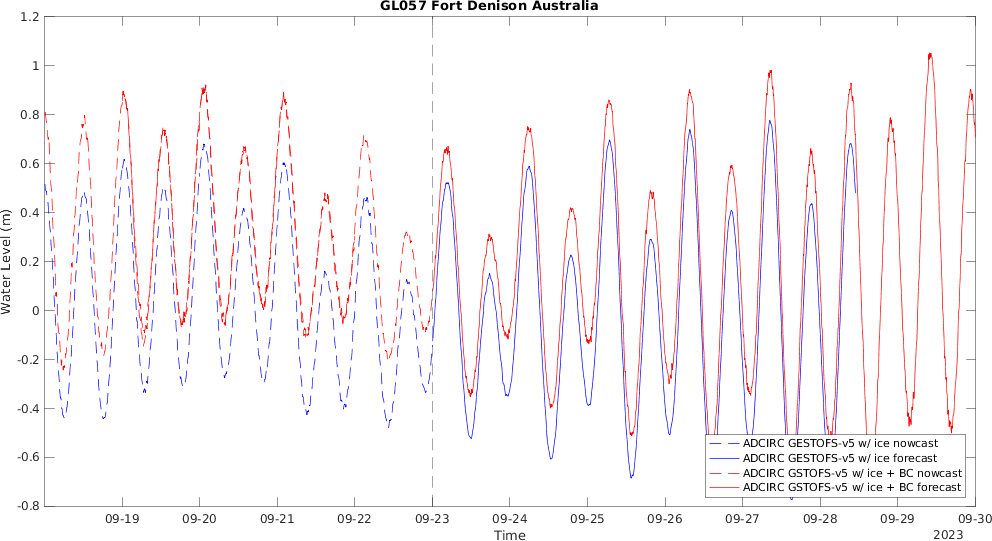 GL057 Fort Denison Australia
1.2
1
0.8
0.6
0.4
0.2
0
-0.2
-0.4
-0.6
-0.8
Water Level (m)
ADCIRC GESTOFS-v5 w/ ice nowcast
ADCIRC GESTOFS-v5 w/ ice forecast
ADCIRC GSTOFS-v5 w/ ice + BC nowcast
ADCIRC GSTOFS-v5 w/ ice + BC forecast
09-19 09-20 09-21 09-22 09-23 09-24 09-25 09-26 09-27 09-28 09-29 09-30
Time
2023